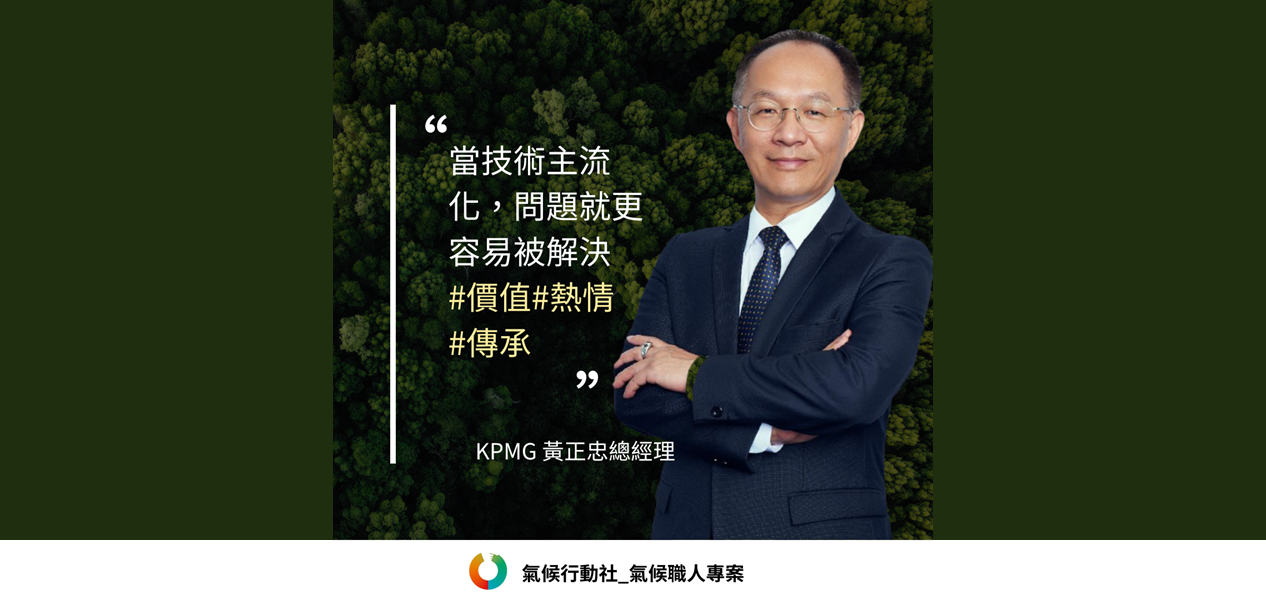 “
當技術主流
化，問題就更
容易被解決
#價值#熱情
#傳承
”
KPMG 黃正忠總經理
氣候行動社_氣候職人專案